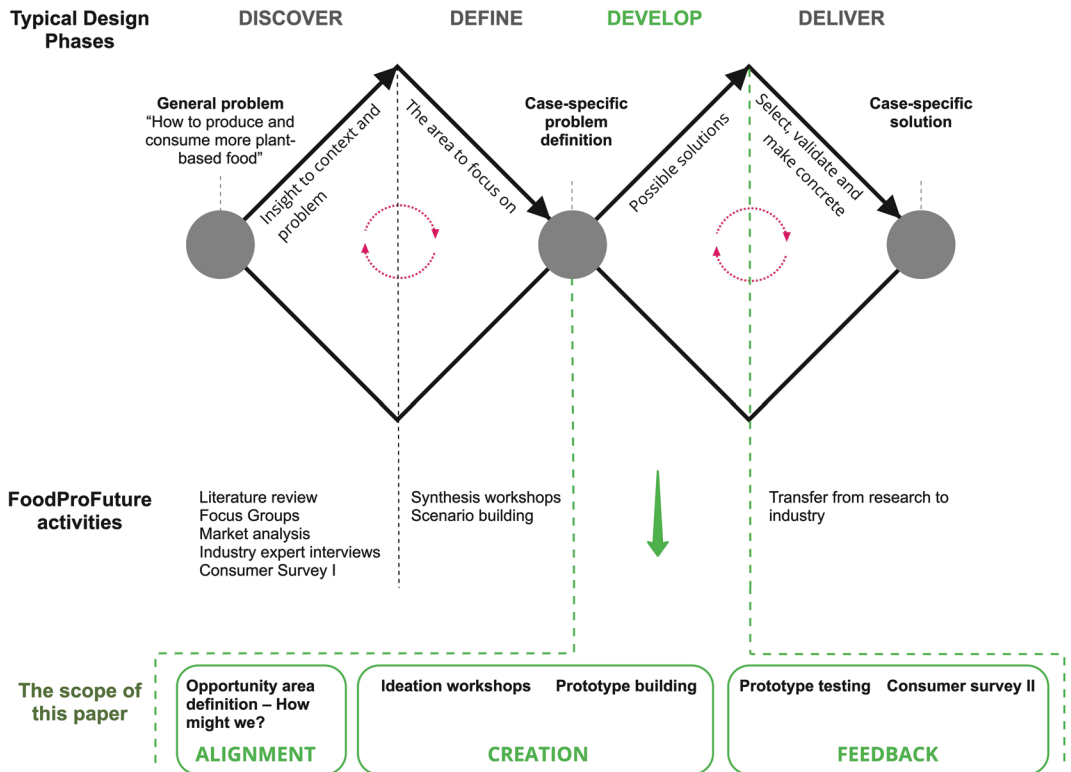 Typical Design
Phases
DISCOVER
DEFINE
DEVELOP
DELIVER
General problem
“How to produce and
consume more plant-
based food”
Insight to context and
problem
The area to focus on
Case-specific
problem
definition
Possible solutions
Select, validate and
make concrete
Case-specific
solution
FoodProFuture
activities
Literature review
Focus Groups
Market analysis
Industry expert interviews
Consumer Survey I
Synthesis workshops
Scenario building
Transfer from research to
industry
The scope of
this paper
Opportunity area
definition – How
might we?
ALIGNMENT
Ideation workshops
Prototype building
CREATION
Prototype testing
Consumer survey II
FEEDBACK